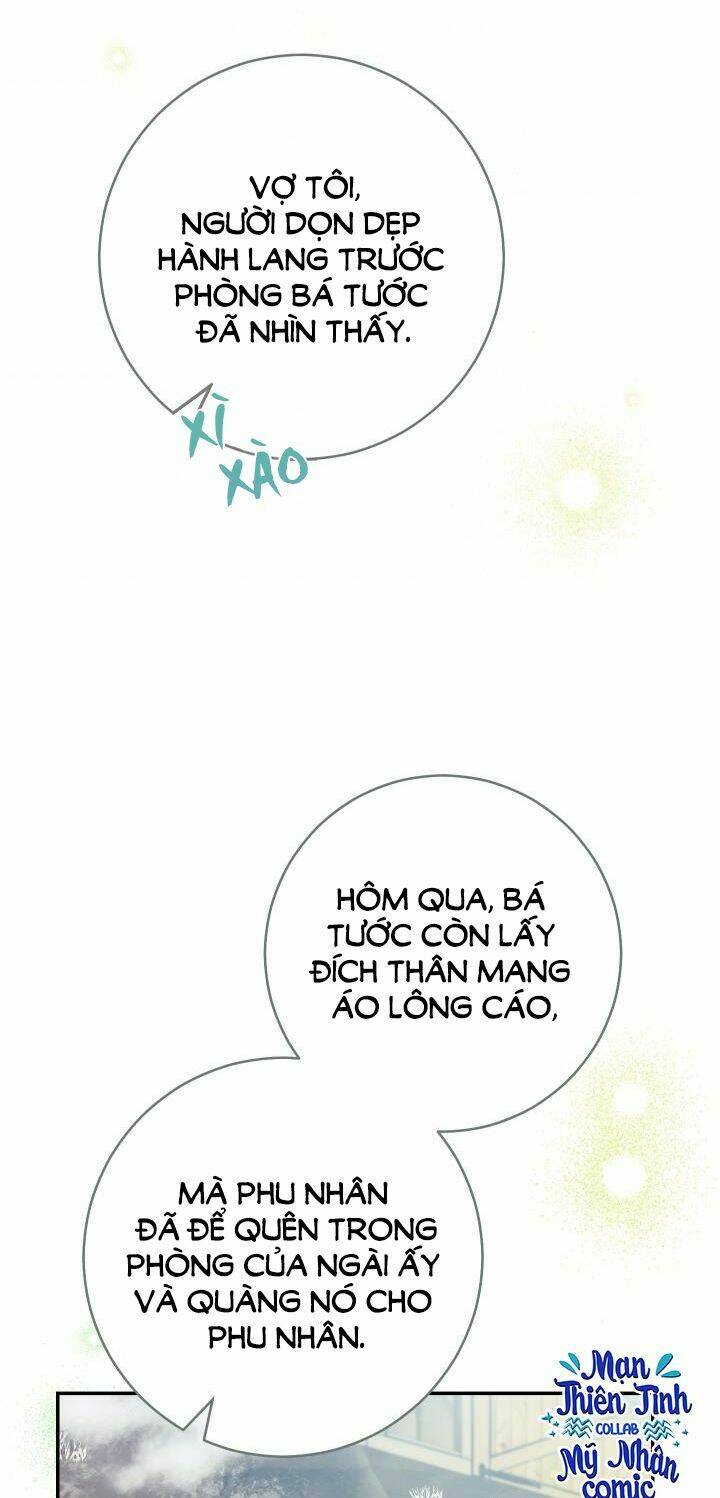 VỢ TÔI,
NGƯỜI DỌN DẸP
HÀNH LANG TRƯỚC
PHÒNG BÁ TƯỚC
ĐÃ NHÌN THẤY.
XÌ
XÀO
HÔM QUA, BÁ
TƯỚC CÒN LẤY
ĐÍCH THÂN MANG
ÁO LÔNG CÁO,
MÀ PHU NHÂN
ĐÃ ĐỂ QUÊN TRONG
PHÒNG CỦA NGÀI ẤY
VÀ QUÀNG NÓ CHO
PHU NHÂN.
Mạn
Thiên Tinh
COLLAB
Mỹ Nhân
comic